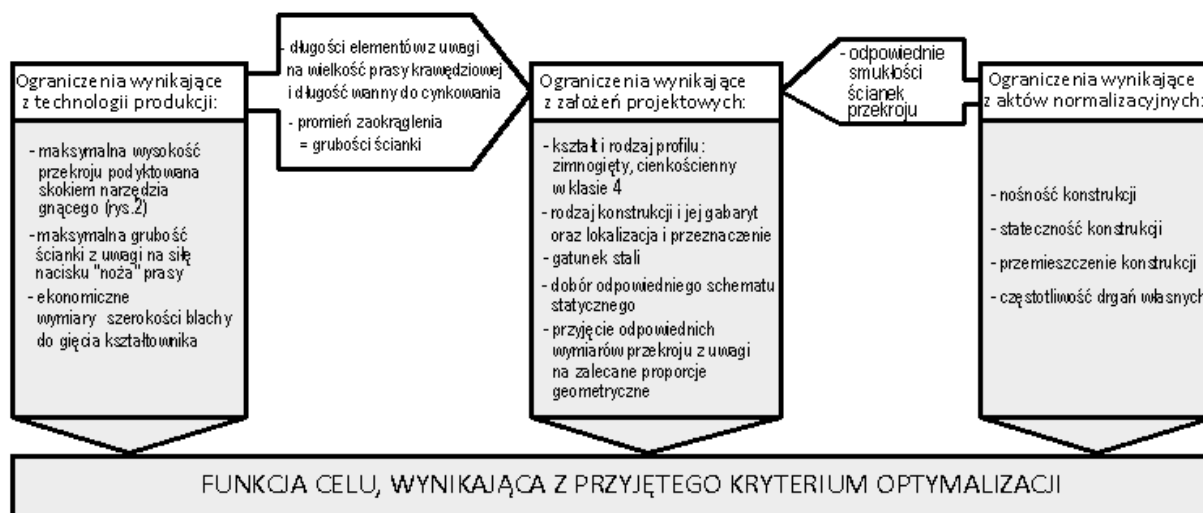 Ograniczenia wynikające
z technologii produkcji:
- maksymalna wysokość
przekroju podyktowana
skokiem narzędzia
gnącego (rys.2)
- maksymalna grubość
ścianki z uwagi na siłę
nacisku "noża" prasy
- ekonomiczne
wymiary szerokości blachy
do gięcia kształtownika
- długości elementów z uwagi
na wielkość prasy krawędziowej
i długość wanny do cynkowania
- promień zaokrąglenia
= grubości ścianki
Ograniczenia wynikające
z założeń projektowych:
- kształt i rodzaj profilu:
zimnogięty, cienkościenny
w klasie 4
- rodzaj konstrukcji i jej gabaryt
oraz lokalizacja i przeznaczenie
- gatunek stali
- dobór odpowiedniego schematu
statycznego
- przyjęcie odpowiednich
wymiarów przekroju z uwagi
na zalecane proporcje
geometryczne
- odpowiednie
smukłości
ścianek
przekroju
Ograniczenia wynikające
z aktów normalizacyjnych:
- nośność konstrukcji
- stateczność konstrukcji
- przemieszczenie konstrukcji
- częstotliwość drgań własnych
FUNKCJA CELU, WYNIKAJĄCA Z PRZYJĘTEGO KRYTERIUM OPTYMALIZACJI